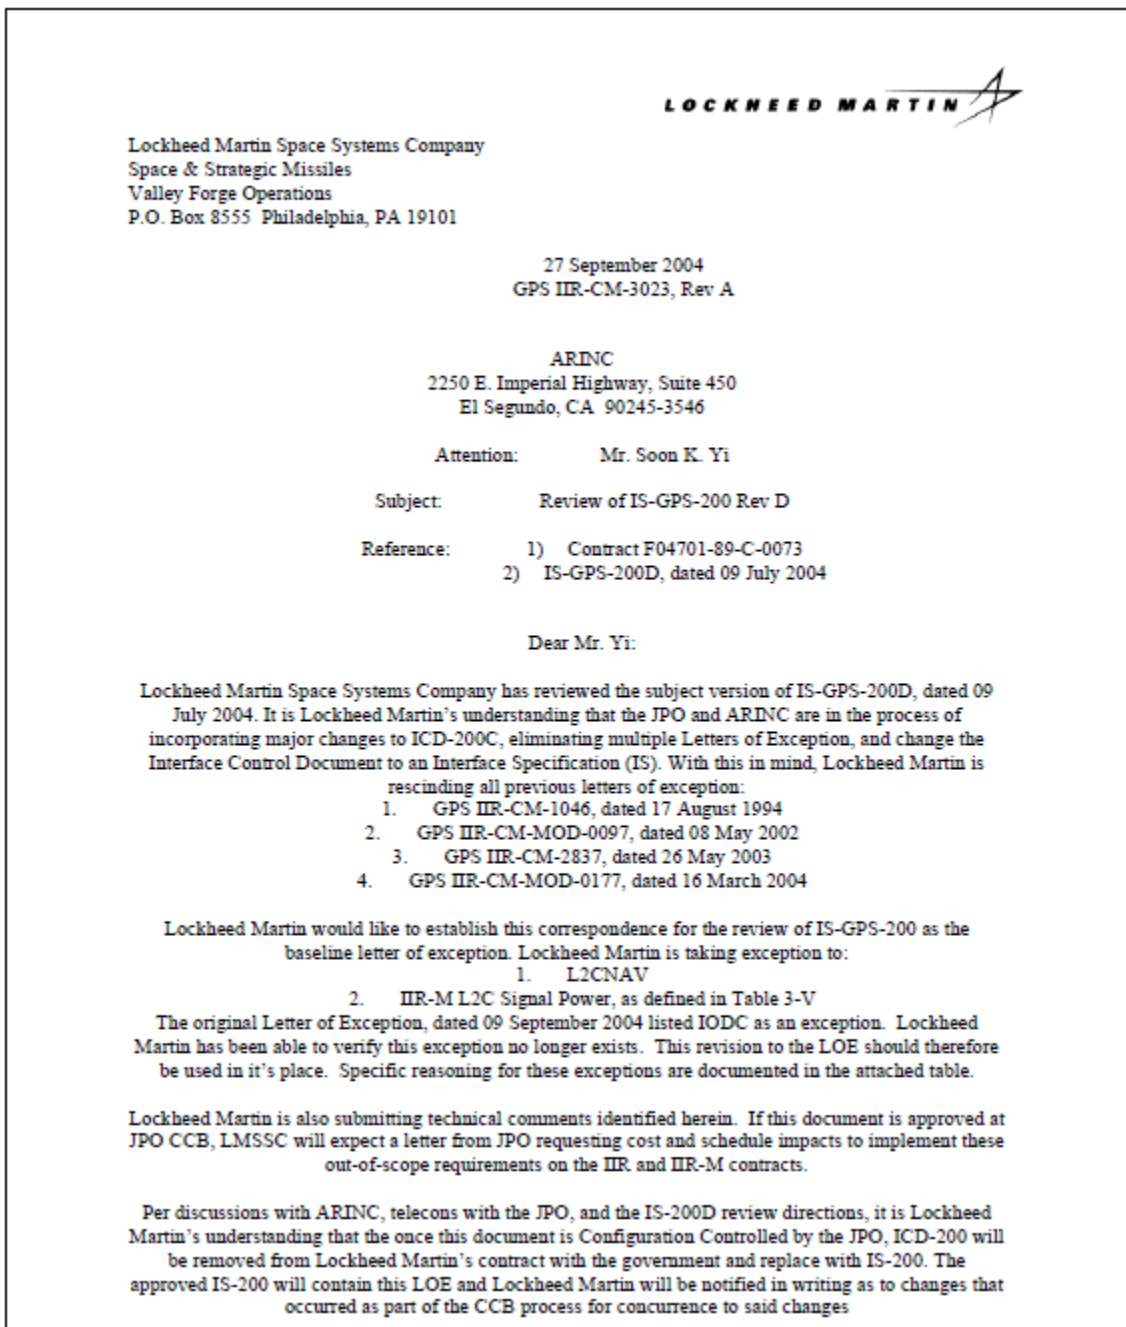 LOCKHEED MARTIN
Lockheed Martin Space Systems Company
Space & Strategic Missiles
Valley Forge Operations
P.O. Box 8555 Philadelphia, PA 19101
27 September 2004
GPS IIR-CM-3023, Rev A
ARINC
2250 E. Imperial Highway, Suite 450
El Segundo, CA 90245-3546
Attention: Mr. Soon K. Yi
Subject: Review of IS-GPS-200 Rev D
Reference: 1) Contract F04701-89-C-0073
2) IS-GPS-200D, dated 09 July 2004
Dear Mr. Yi:
Lockheed Martin Space Systems Company has reviewed the subject version of IS-GPS-200D, dated 09
July 2004. It is Lockheed Martin's understanding that the JPO and ARINC are in the process of
incorporating major changes to ICD-200C, eliminating multiple Letters of Exception, and change the
Interface Control Document to an Interface Specification (IS). With this in mind, Lockheed Martin is
rescinding all previous letters of exception:
1. GPS IIR-CM-1046, dated 17 August 1994
2. GPS IIR-CM-MOD-0097, dated 08 May 2002
3. GPS IIR-CM-2837, dated 26 May 2003
4. GPS IIR-CM-MOD-0177, dated 16 March 2004
Lockheed Martin would like to establish this correspondence for the review of IS-GPS-200 as the
baseline letter of exception. Lockheed Martin is taking exception to:
1. L2CNAV
2. IIR-M L2C Signal Power, as defined in Table 3-V
The original Letter of Exception, dated 09 September 2004 listed IODC as an exception. Lockheed
Martin has been able to verify this exception no longer exists. This revision to the LOE should therefore
be used in it's place. Specific reasoning for these exceptions are documented in the attached table.
Lockheed Martin is also submitting technical comments identified herein. If this document is approved at
JPO CCB, LMSSC will expect a letter from JPO requesting cost and schedule impacts to implement these
out-of-scope requirements on the IIR and IIR-M contracts.
Per discussions with ARINC, telecons with the JPO, and the IS-200D review directions, it is Lockheed
Martin's understanding that the once this document is Configuration Controlled by the JPO, ICD-200 will
be removed from Lockheed Martin's contract with the government and replace with IS-200. The
approved IS-200 will contain this LOE and Lockheed Martin will be notified in writing as to changes that
occurred as part of the CCB process for concurrence to said changes